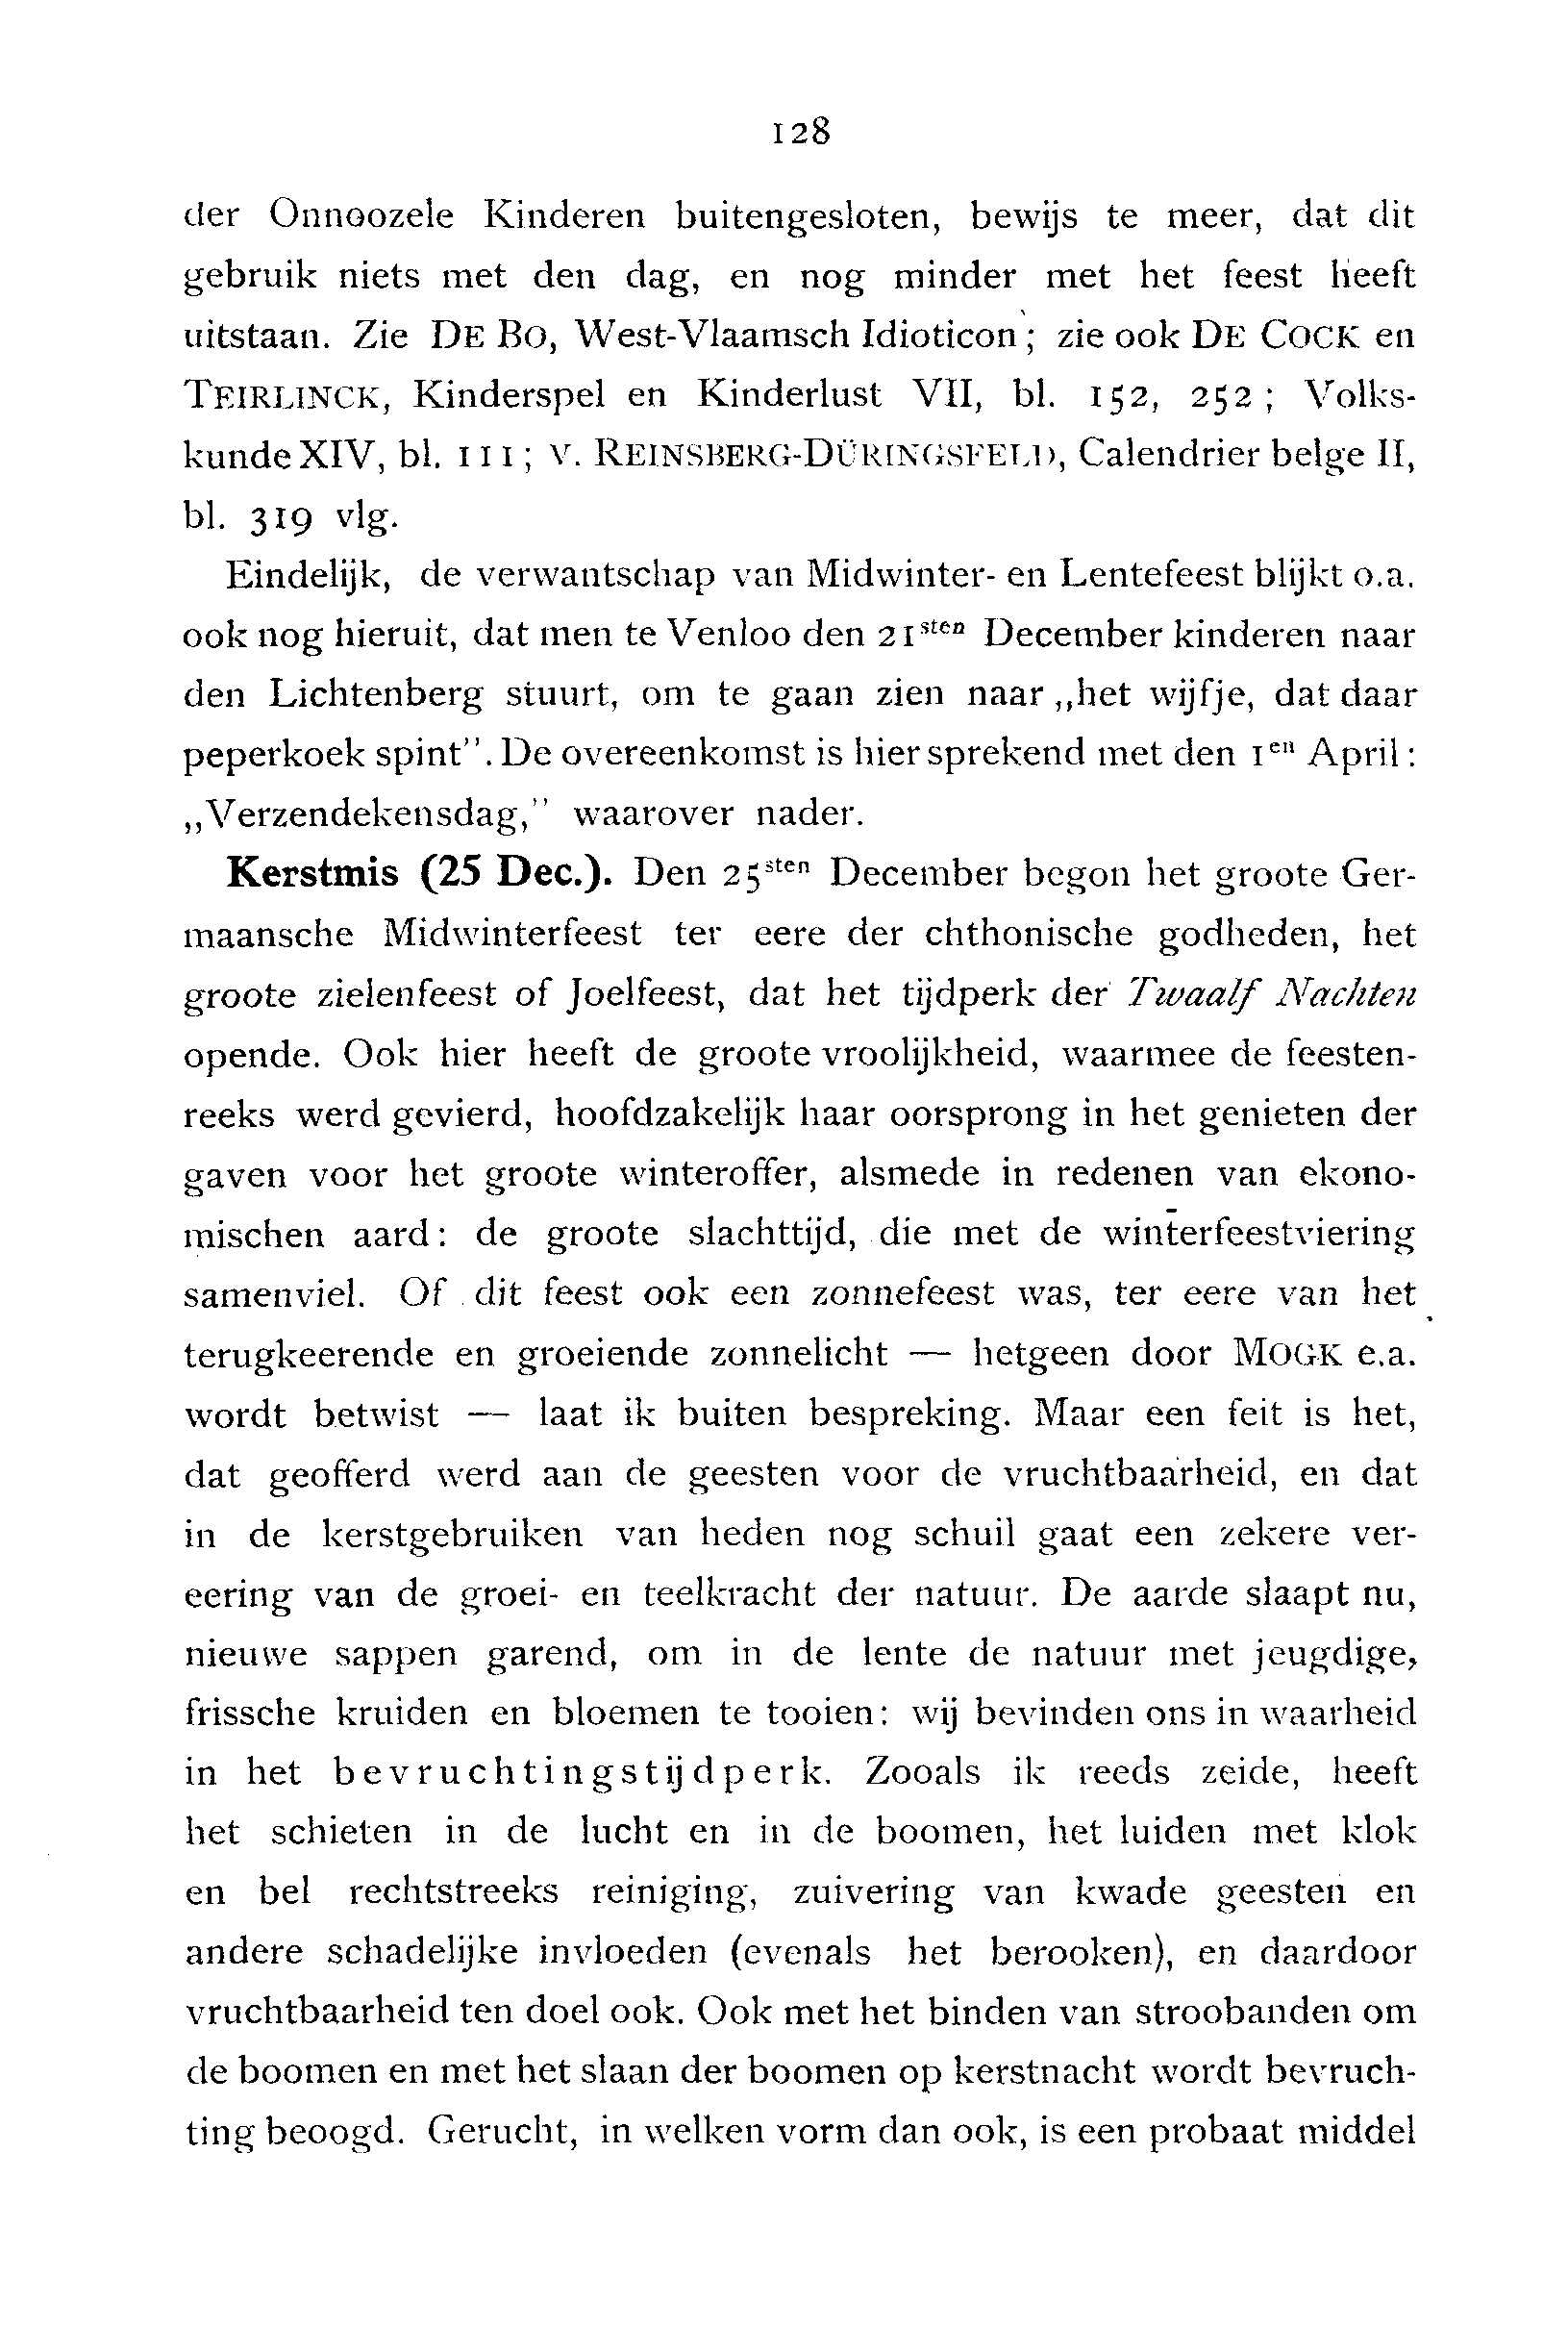 128
der Onnoozele Kinderen buitengesloten, bewijs te meer, dat dit
gebruik niets met den dag, en nog minder met het feest heeft
uitstaan. Zie DE BO, West-Vlaamsch Idioticon; zie ook DE COCK en
TEIRLINCK, Kinderspel en Kinderlust VII, bl. 152, 252; Volks-
kunde XIV, bl. 111; V. REINSBERG-DÜRINGSFELD, Calendrier belge II,
bl. 319 vlg.
Eindelijk, de verwantschap van Midwinter- en Lentefeest blijkt o.a.
ook nog hieruit, dat men te Venloo den 21sten December kinderen naar
den Lichtenberg stuurt, om te gaan zien naar „het wijfje, dat daar
peperkoek spint”. De overeenkomst is hier sprekend met den 1en April:
„Verzendekensdag,” waarover nader.
Kerstmis (25 Dec.). Den 25sten December begon het groote Ger-
maansche Midwinterfeest ter eere der chthonische godheden, het
groote zielenfeest of Joelfeest, dat het tijdperk der Twaalf Nachten
opende. Ook hier heeft de groote vroolijkheid, waarmee de feesten-
reeks werd gevierd, hoofdzakelijk haar oorsprong in het genieten der
gaven voor het groote winteroffer, alsmede in redenen van ekono-
mischen aard: de groote slachttijd, die met de winterfeestviering
samenviel. Of dit feest ook een zonnefeest was, ter eere van het
terugkeerende en groeiende zonnelicht — hetgeen door MOGK e.a.
wordt betwist — laat ik buiten bespreking. Maar een feit is het,
dat geofferd werd aan de geesten voor de vruchtbaarheid, en dat
in de kerstgebruiken van heden nog schuil gaat een zekere ver-
eering van de groei- en teelkracht der natuur. De aarde slaapt nu,
nieuwe sappen garend, om in de lente de natuur met jeugdige,
frissche kruiden en bloemen te tooien: wij bevinden ons in waarheid
in het bevruchtingstijdperk. Zooals ik reeds zeide, heeft
het schieten in de lucht en in de boomen, het luiden met klok
en bel rechtstreeks reiniging, zuivering van kwade geesten en
andere schadelijke invloeden (evenals het berooken), en daardoor
vruchtbaarheid ten doel ook. Ook met het binden van stroobanden om
de boomen en met het slaan der boomen op kerstnacht wordt bevruch-
ting beoogd. Gerucht, in welken vorm dan ook, is een probaat middel